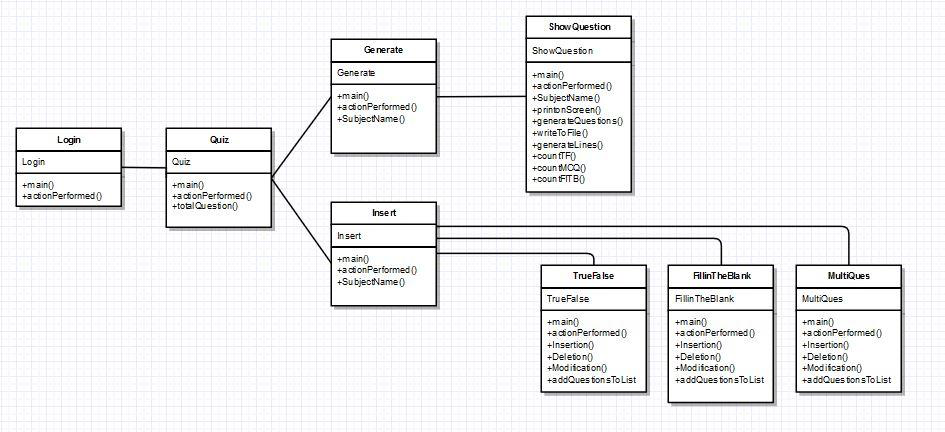 Login
Login
+main()
+actionPerformed()
Quiz
Quiz
+main()
+actionPerformed()
+totalQuestion()
Generate
Generate
+main()
+actionPerformed()
+SubjectName()
ShowQuestion
ShowQuestion
+main()
+actionPerformed()
+SubjectName()
+printonScreen()
+generateQuestions()
+writeToFile()
+generateLines()
+countTF()
+countMCQ()
+countFITB()
Insert
Insert
+main()
+actionPerformed()
+SubjectName()
TrueFalse
TrueFalse
+main()
+actionPerformed()
+Insertion()
+Deletion()
+Modification()
+addQuestionsToList
FillinTheBlank
FillinTheBlank
+main()
+actionPerformed()
+Insertion()
+Deletion()
+Modification()
+addQuestionsToList
MultiQues
MultiQues
+main()
+actionPerformed()
+Insertion()
+Deletion()
+Modification()
+addQuestionsToList